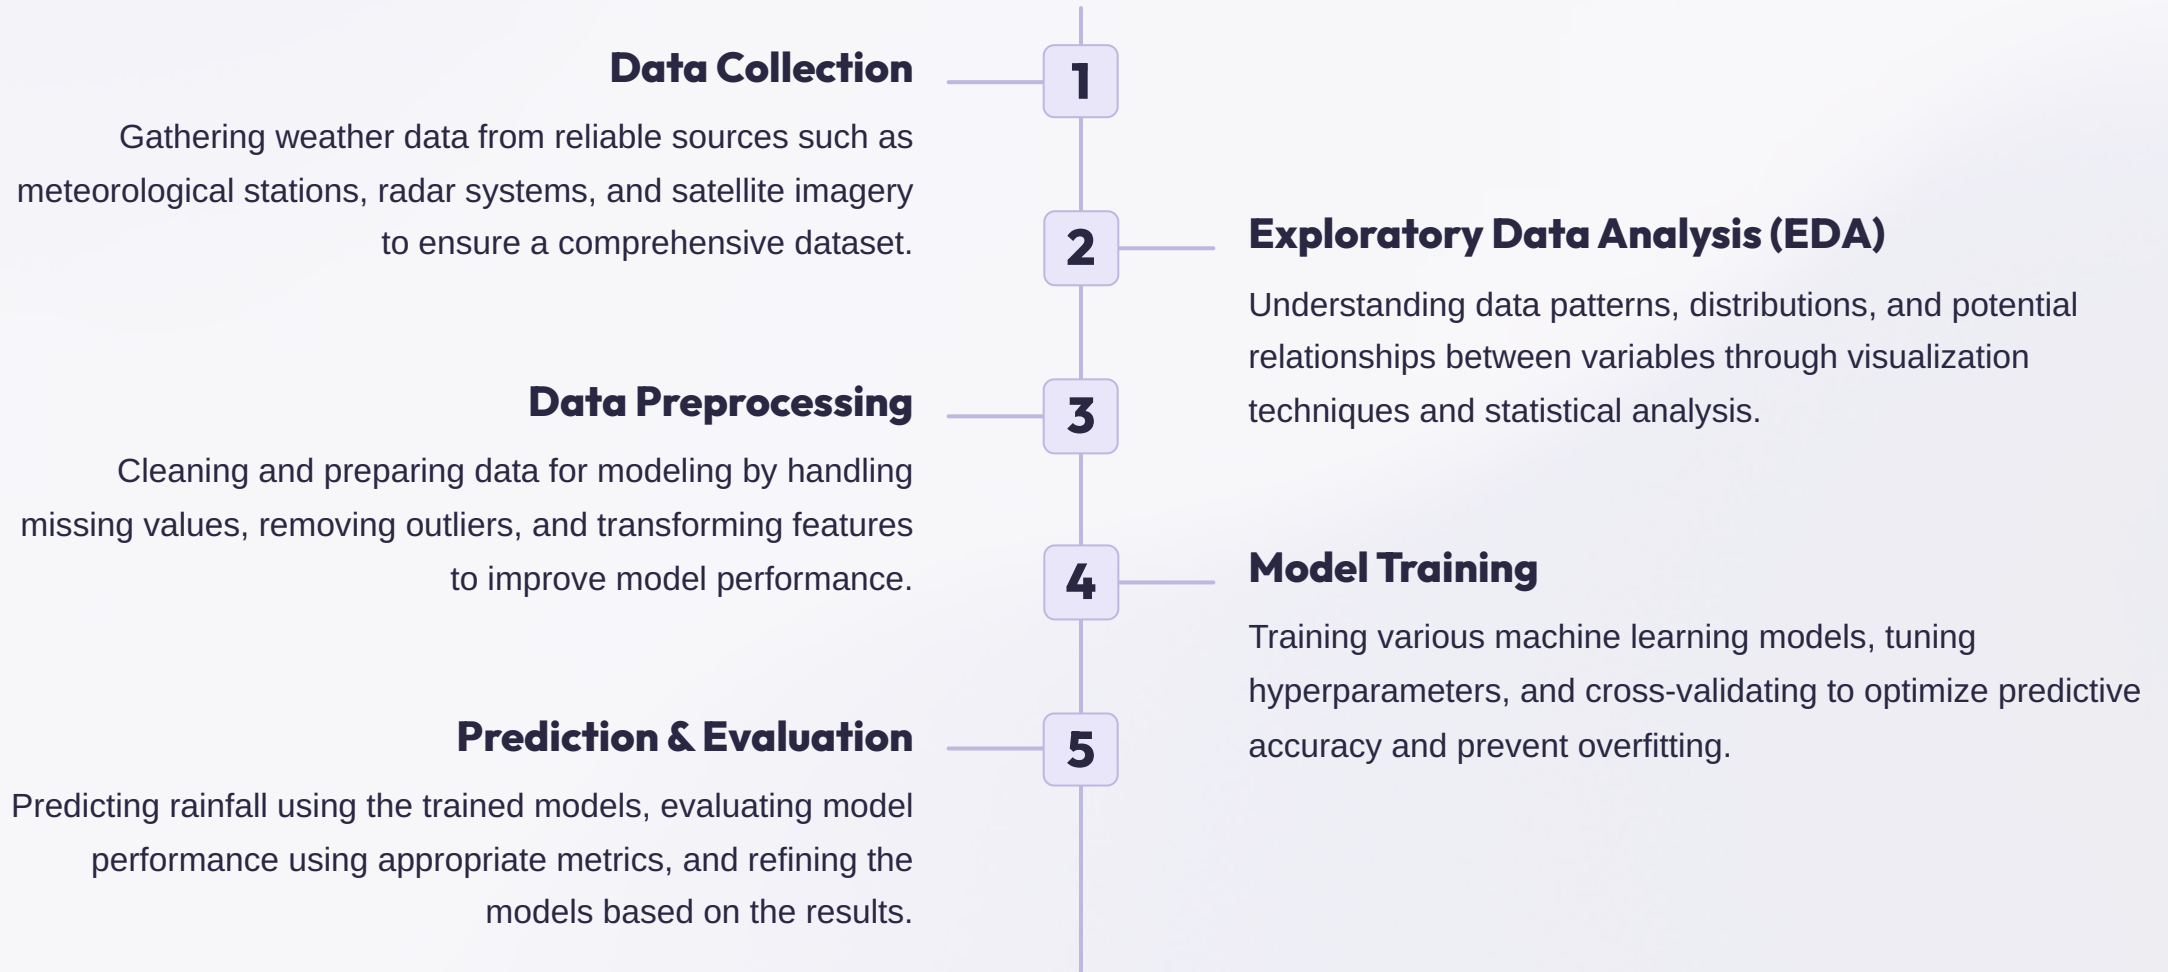 1
Data Collection
Gathering weather data from reliable sources such as
meteorological stations, radar systems, and satellite imagery
to ensure a comprehensive dataset.
2
Exploratory Data Analysis (EDA)
Understanding data patterns, distributions, and potential
relationships between variables through visualization
techniques and statistical analysis.
3
Data Preprocessing
Cleaning and preparing data for modeling by handling
missing values, removing outliers, and transforming features
to improve model performance.
4
Model Training
Training various machine learning models, tuning
hyperparameters, and cross-validating to optimize predictive
accuracy and prevent overfitting.
5
Prediction & Evaluation
Predicting rainfall using the trained models, evaluating model
performance using appropriate metrics, and refining the
models based on the results.